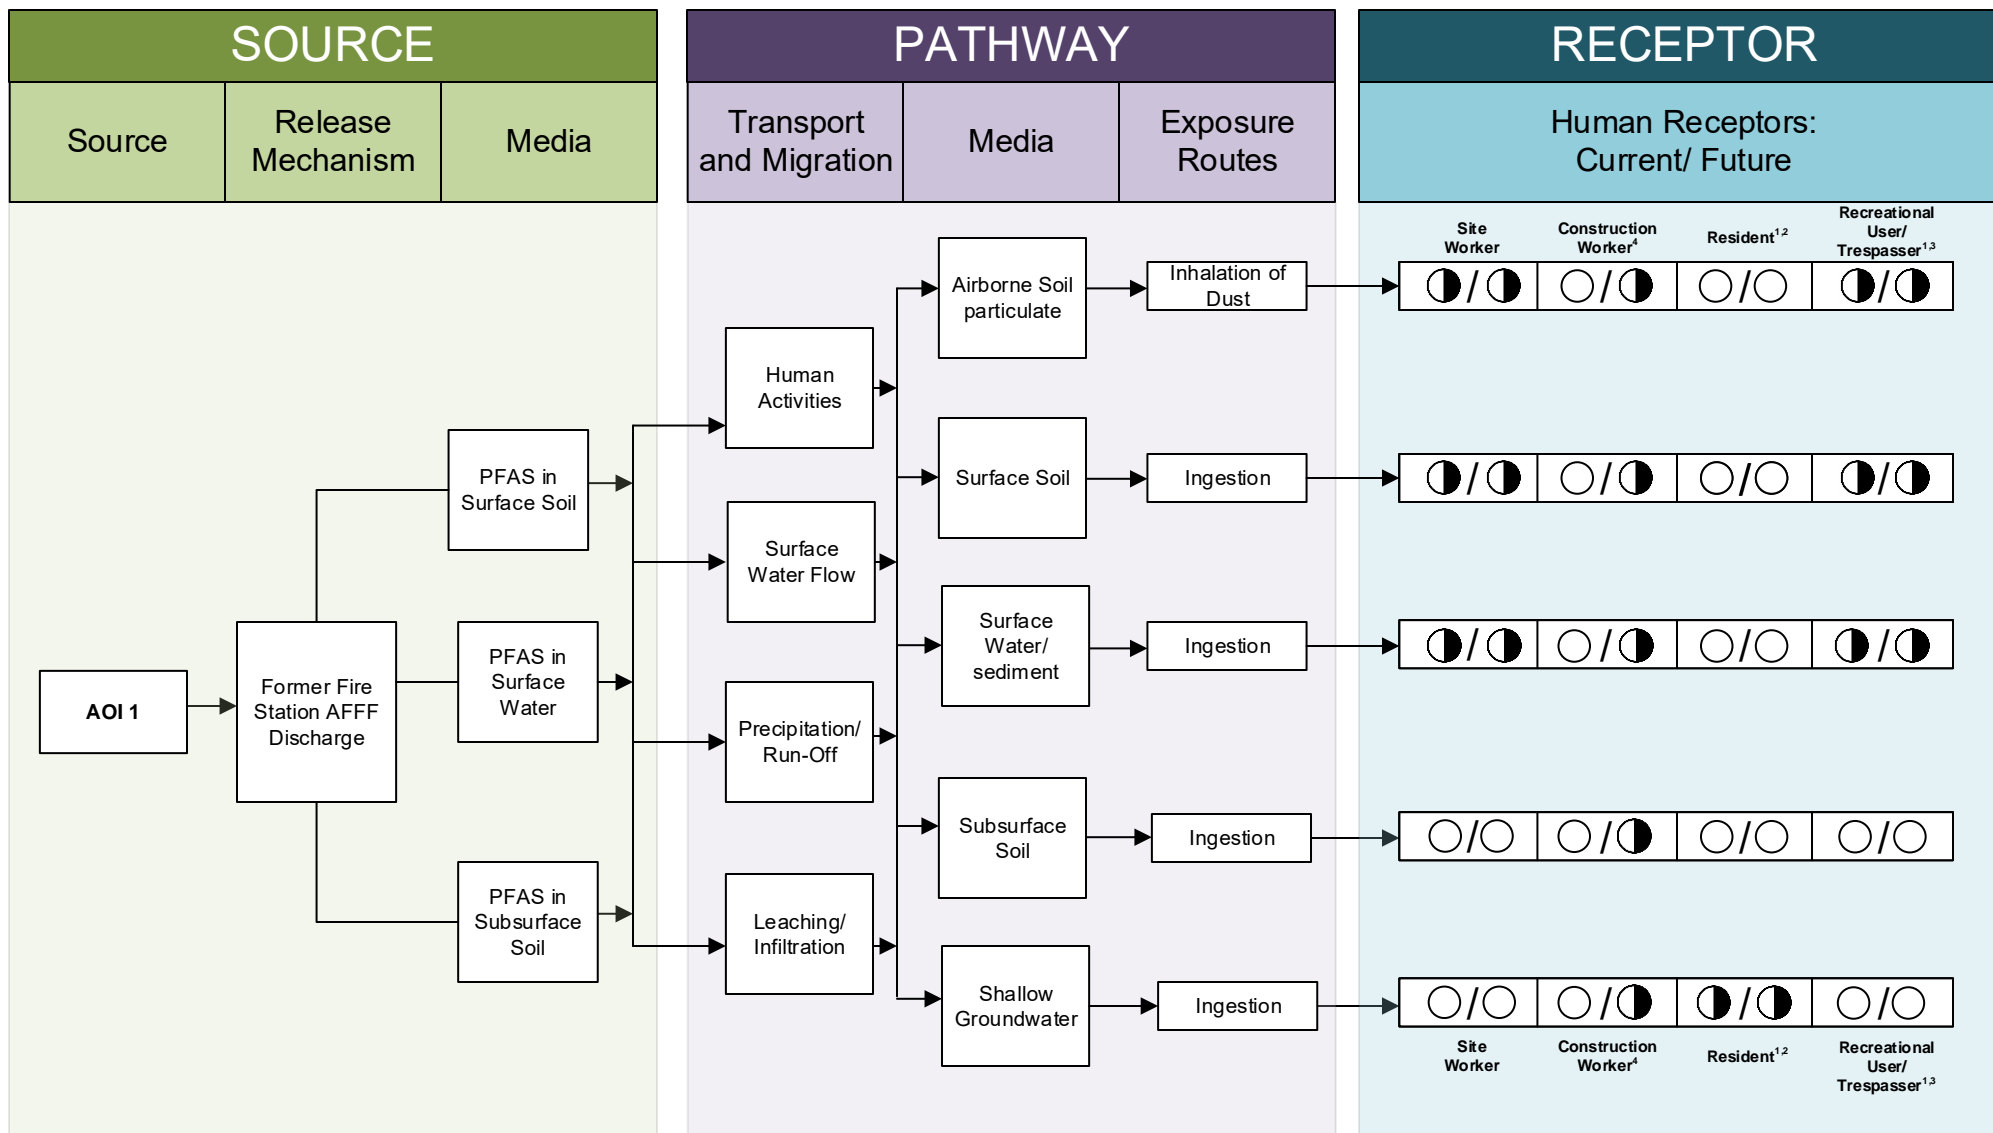 SOURCE
PATHWAY
RECEPTOR
Source
Release
Mechanism
Media
Transport
and Migration
Media
Exposure
Routes
Human Receptors:
Current/ Future
Site
Worker
Construction
Worker⁴
Resident¹,²
Recreational
User/
Trespasser¹,³
AOI 1
Former Fire
Station AFFF
Discharge
PFAS in
Surface Soil
PFAS in
Surface
Water
PFAS in
Subsurface
Soil
Human
Activities
Surface
Water Flow
Precipitation/
Run-Off
Leaching/
Infiltration
Airborne Soil
particulate
Surface Soil
Surface
Water/
sediment
Subsurface
Soil
Shallow
Groundwater
Inhalation of
Dust
Ingestion
Ingestion
Ingestion
Ingestion
/ / / /
/ / / /
/ / / /
/ / / /
/ / / /
Site
Worker
Construction
Worker⁴
Resident¹,²
Recreational
User/
Trespasser¹,³